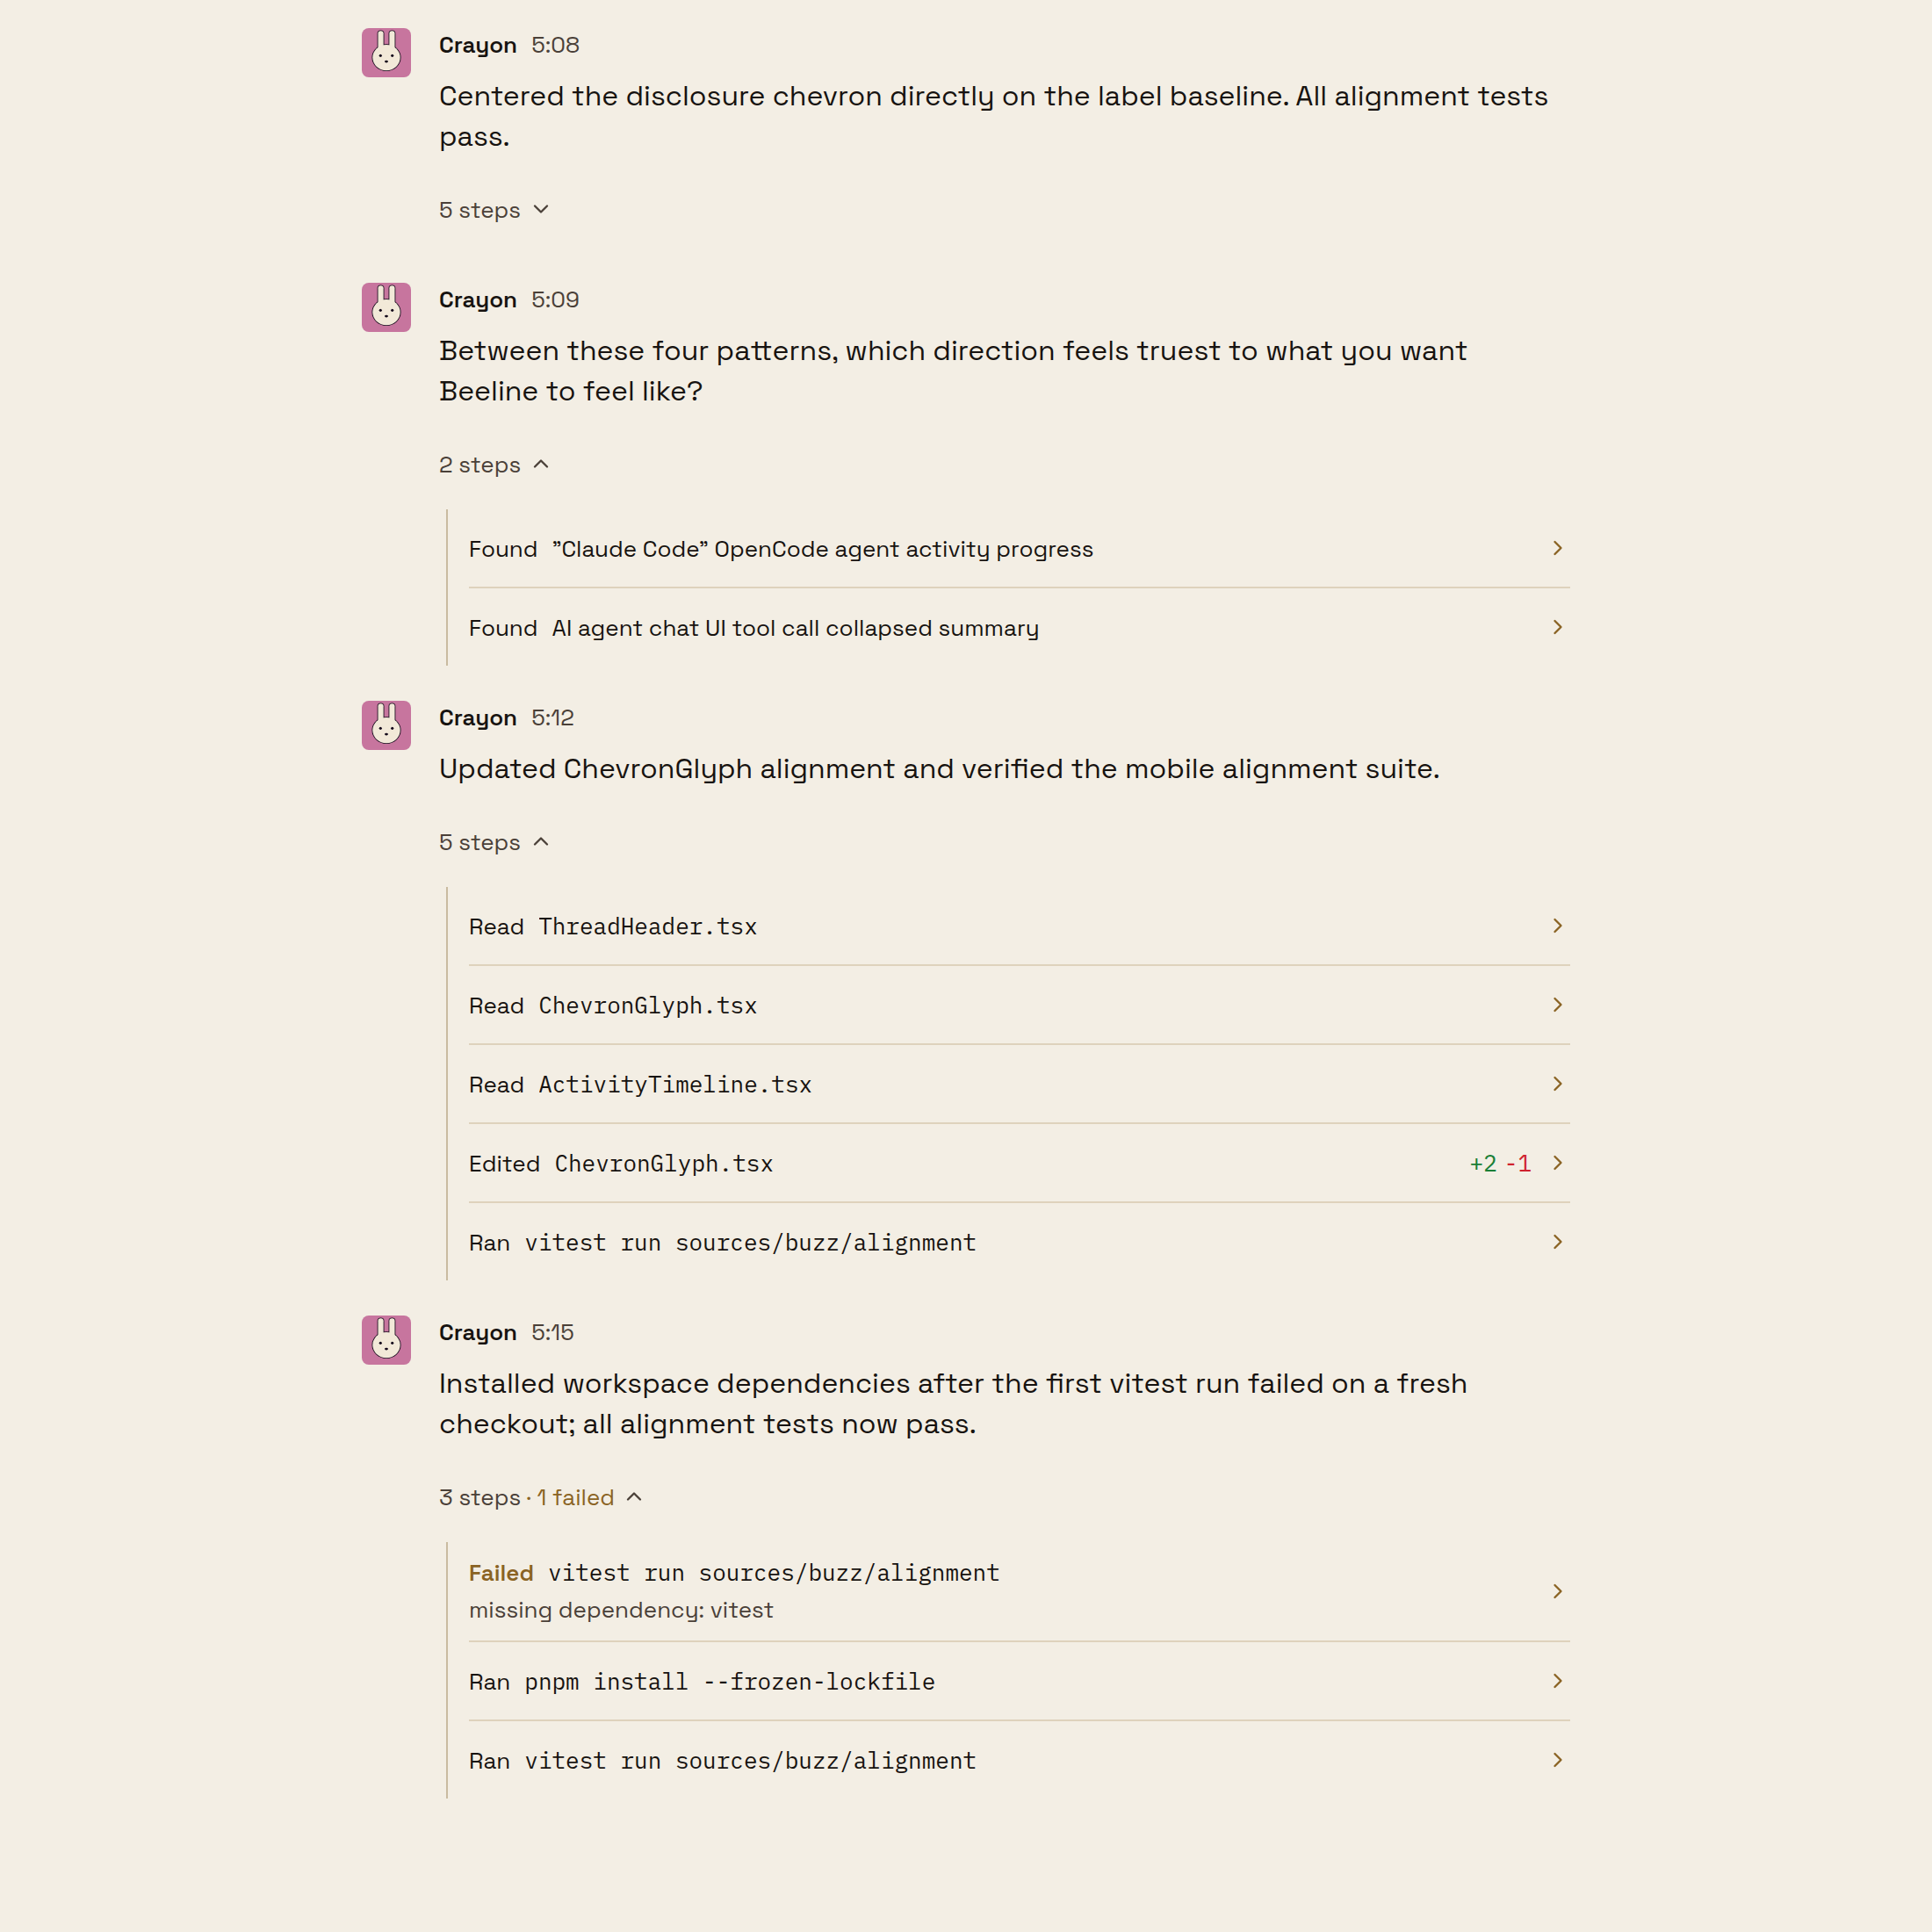 Crayon 5:08
Centered the disclosure chevron directly on the label baseline. All alignment tests
pass.
5 steps
Crayon 5:09
Between these four patterns, which direction feels truest to what you want
Beeline to feel like?
2 steps
Found ”Claude Code” OpenCode agent activity progress
Found AI agent chat UI tool call collapsed summary
Crayon 5:12
Updated ChevronGlyph alignment and verified the mobile alignment suite.
5 steps
Read ThreadHeader.tsx
Read ChevronGlyph.tsx
Read ActivityTimeline.tsx
Edited ChevronGlyph.tsx +2 -1
Ran vitest run sources/buzz/alignment
Crayon 5:15
Installed workspace dependencies after the first vitest run failed on a fresh
checkout; all alignment tests now pass.
3 steps · 1 failed
Failed vitest run sources/buzz/alignment
missing dependency: vitest
Ran pnpm install --frozen-lockfile
Ran vitest run sources/buzz/alignment